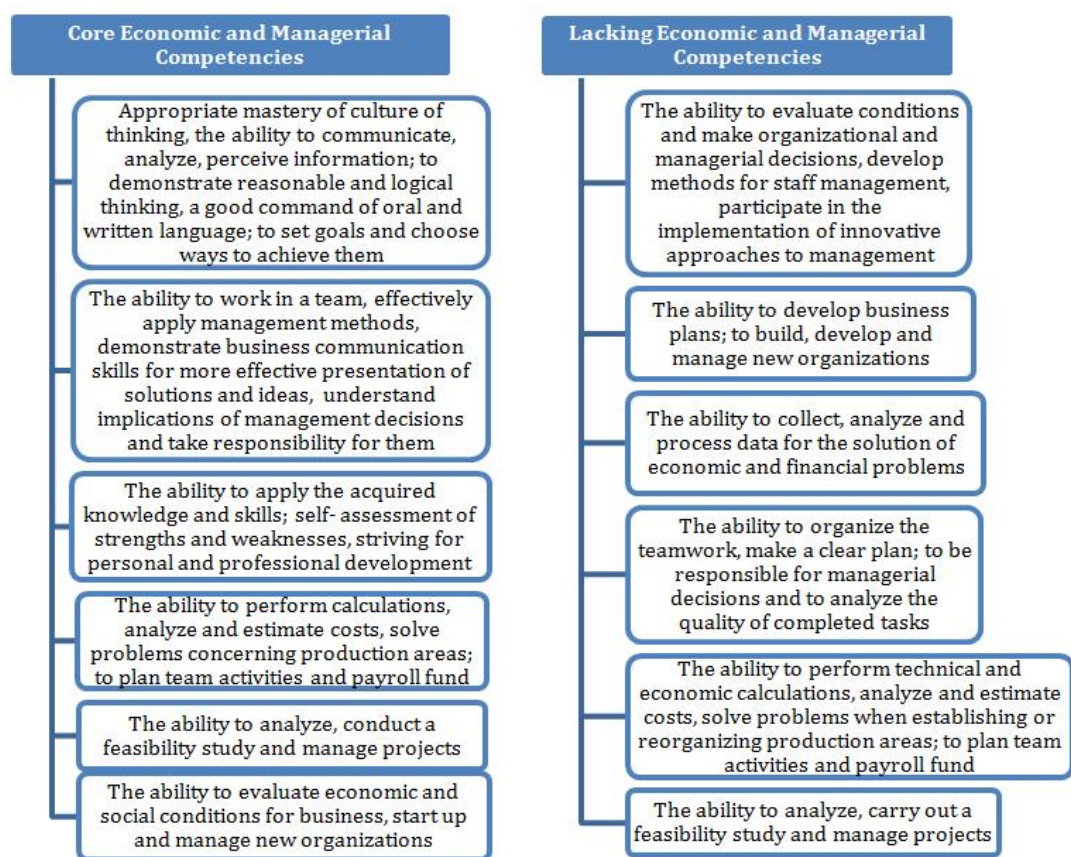 Core Economic and Managerial
Competencies
Appropriate mastery of culture of
thinking, the ability to communicate,
analyze, perceive information; to
demonstrate reasonable and logical
thinking, a good command of oral and
written language; to set goals and choose
ways to achieve them
The ability to work in a team, effectively
apply management methods,
demonstrate business communication
skills for more effective presentation of
solutions and ideas, understand
implications of management decisions
and take responsibility for them
The ability to apply the acquired
knowledge and skills; self- assessment of
strengths and weaknesses, striving for
personal and professional development
The ability to perform calculations,
analyze and estimate costs, solve
problems concerning production areas;
to plan team activities and payroll fund
The ability to analyze, conduct a
feasibility study and manage projects
The ability to evaluate economic and
social conditions for business, start up
and manage new organizations
Lacking Economic and Managerial
Competencies
The ability to evaluate conditions
and make organizational and
managerial decisions, develop
methods for staff management,
participate in the
implementation of innovative
approaches to management
The ability to develop business
plans; to build, develop and
manage new organizations
The ability to collect, analyze and
process data for the solution of
economic and financial problems
The ability to organize the
teamwork, make a clear plan; to be
responsible for managerial
decisions and to analyze the
quality of completed tasks
The ability to perform technical and
economic calculations, analyze and estimate
costs, solve problems when establishing or
reorganizing production areas; to plan team
activities and payroll fund
The ability to analyze, carry out a
feasibility study and manage projects